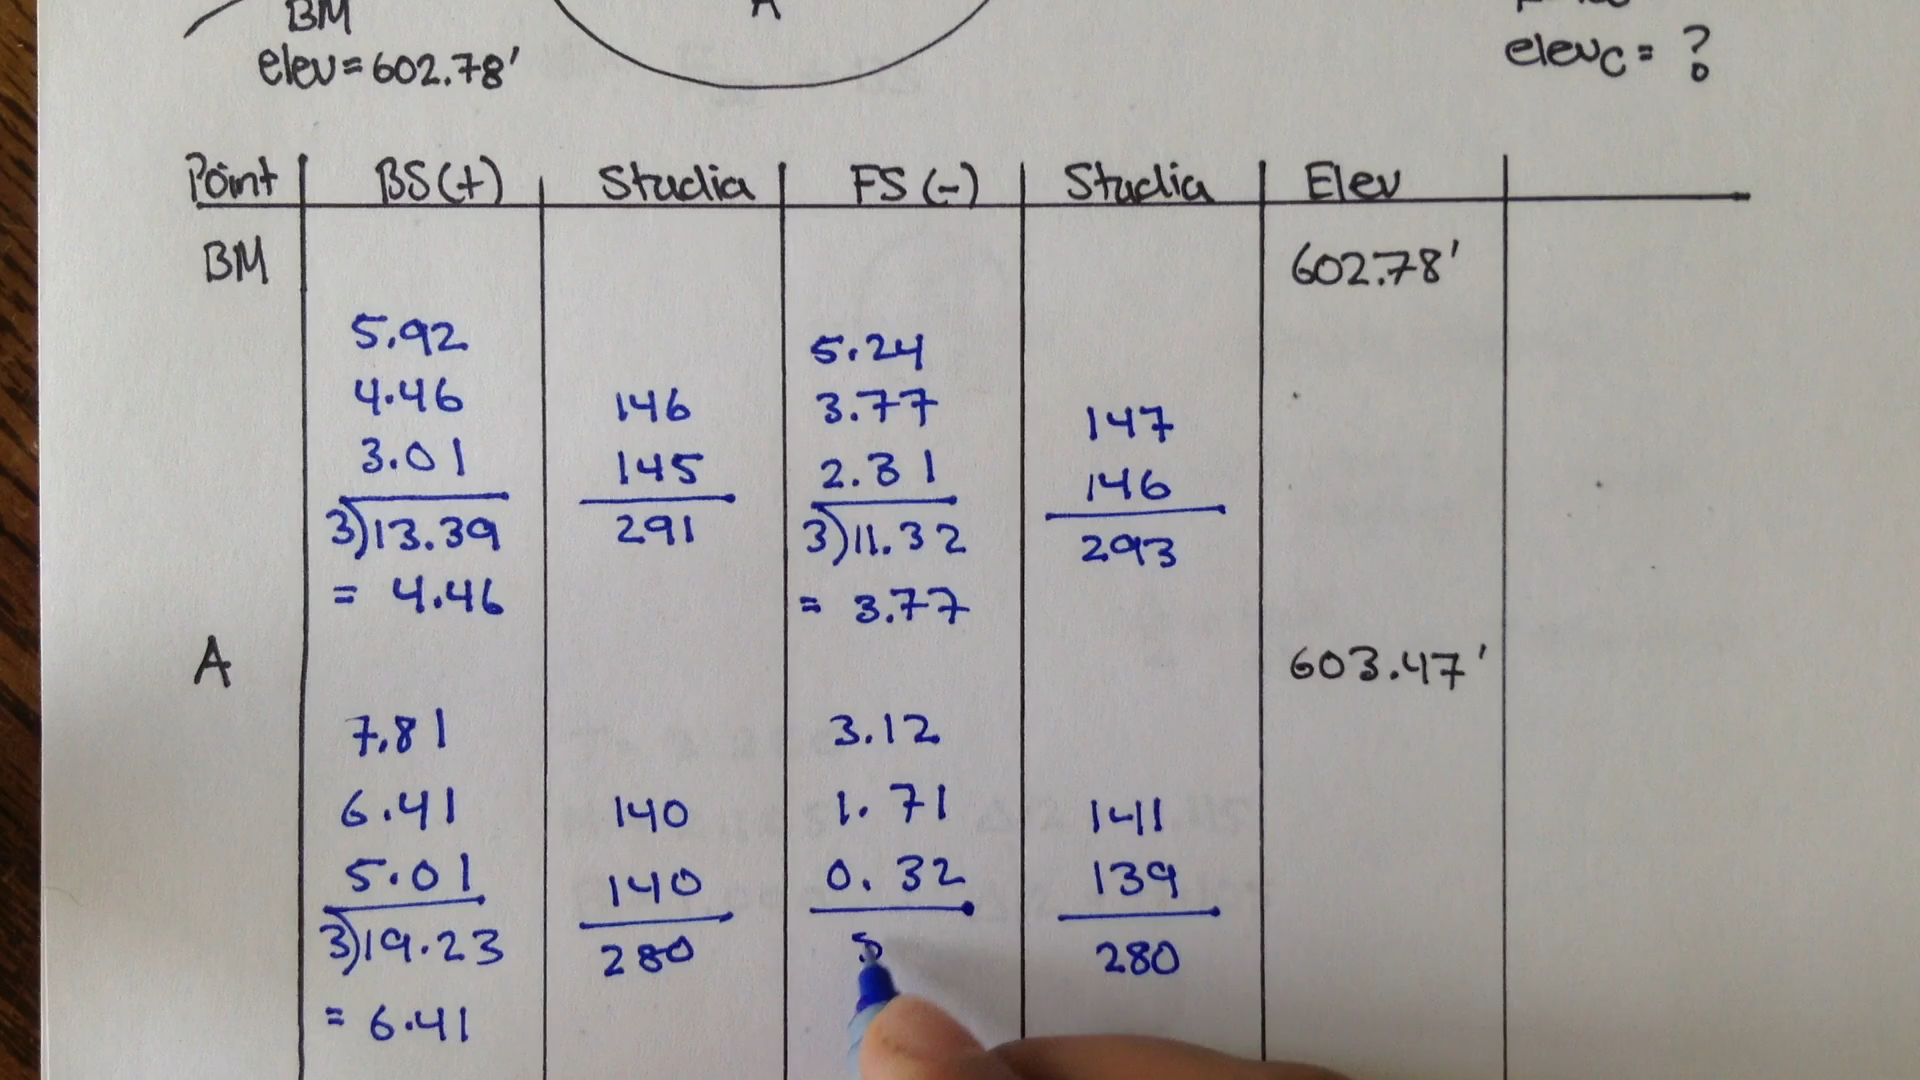 BM
A
elev = 602.78'
elevc = ?
Point BS (+) Stadia FS (-) Stadia Elev
BM 602.78'
5.92 5.24
4.46 146 3.77 147
3.01 145 2.31 146
3)13.39 291 3)11.32 293
= 4.46 = 3.77
A 603.47'
7.81 3.12
6.41 140 1.71 141
5.01 140 0.32 139
3)19.23 280 5 280
= 6.41